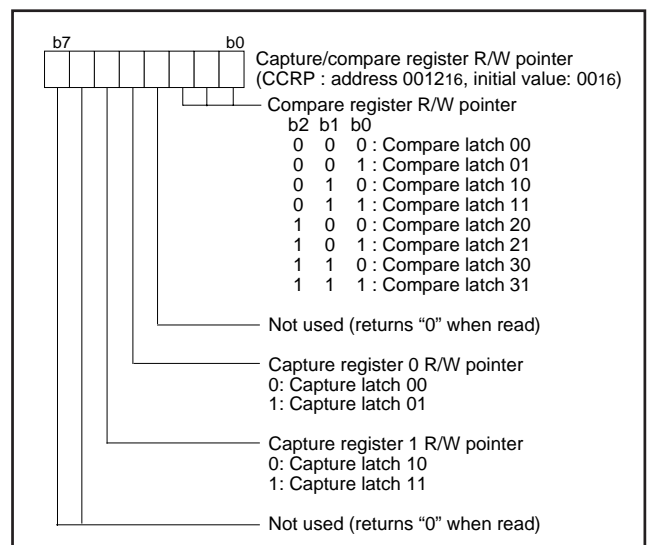 b7 b0
Capture/compare register R/W pointer
(CCRP : address 001216, initial value: 0016)
Compare register R/W pointer
b2 b1 b0
0 0 0 : Compare latch 00
0 0 1 : Compare latch 01
0 1 0 : Compare latch 10
0 1 1 : Compare latch 11
1 0 0 : Compare latch 20
1 0 1 : Compare latch 21
1 1 0 : Compare latch 30
1 1 1 : Compare latch 31
Not used (returns “0” when read)
Capture register 0 R/W pointer
0: Capture latch 00
1: Capture latch 01
Capture register 1 R/W pointer
0: Capture latch 10
1: Capture latch 11
Not used (returns “0” when read)